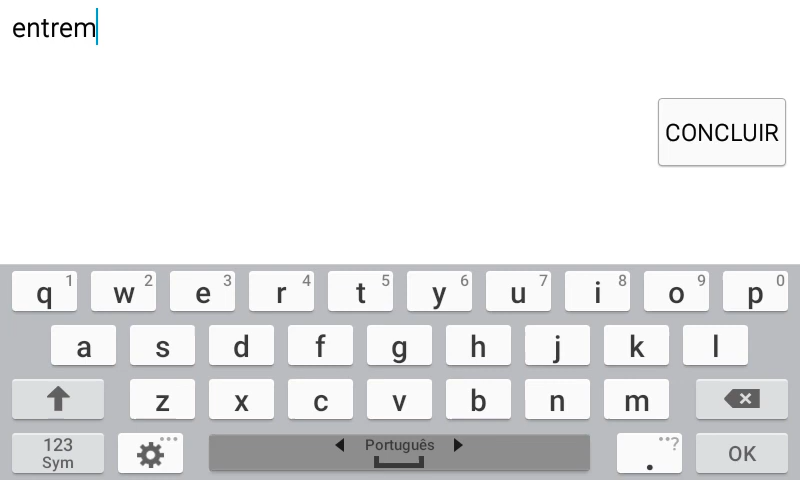 entrem
CONCLUIR
q 1 w 2 e 3 r 4 t 5 y 6 u 7 i 8 o 9 p 0
a s d f g h j k l
z x c v b n m
123 Sym Português . ? OK